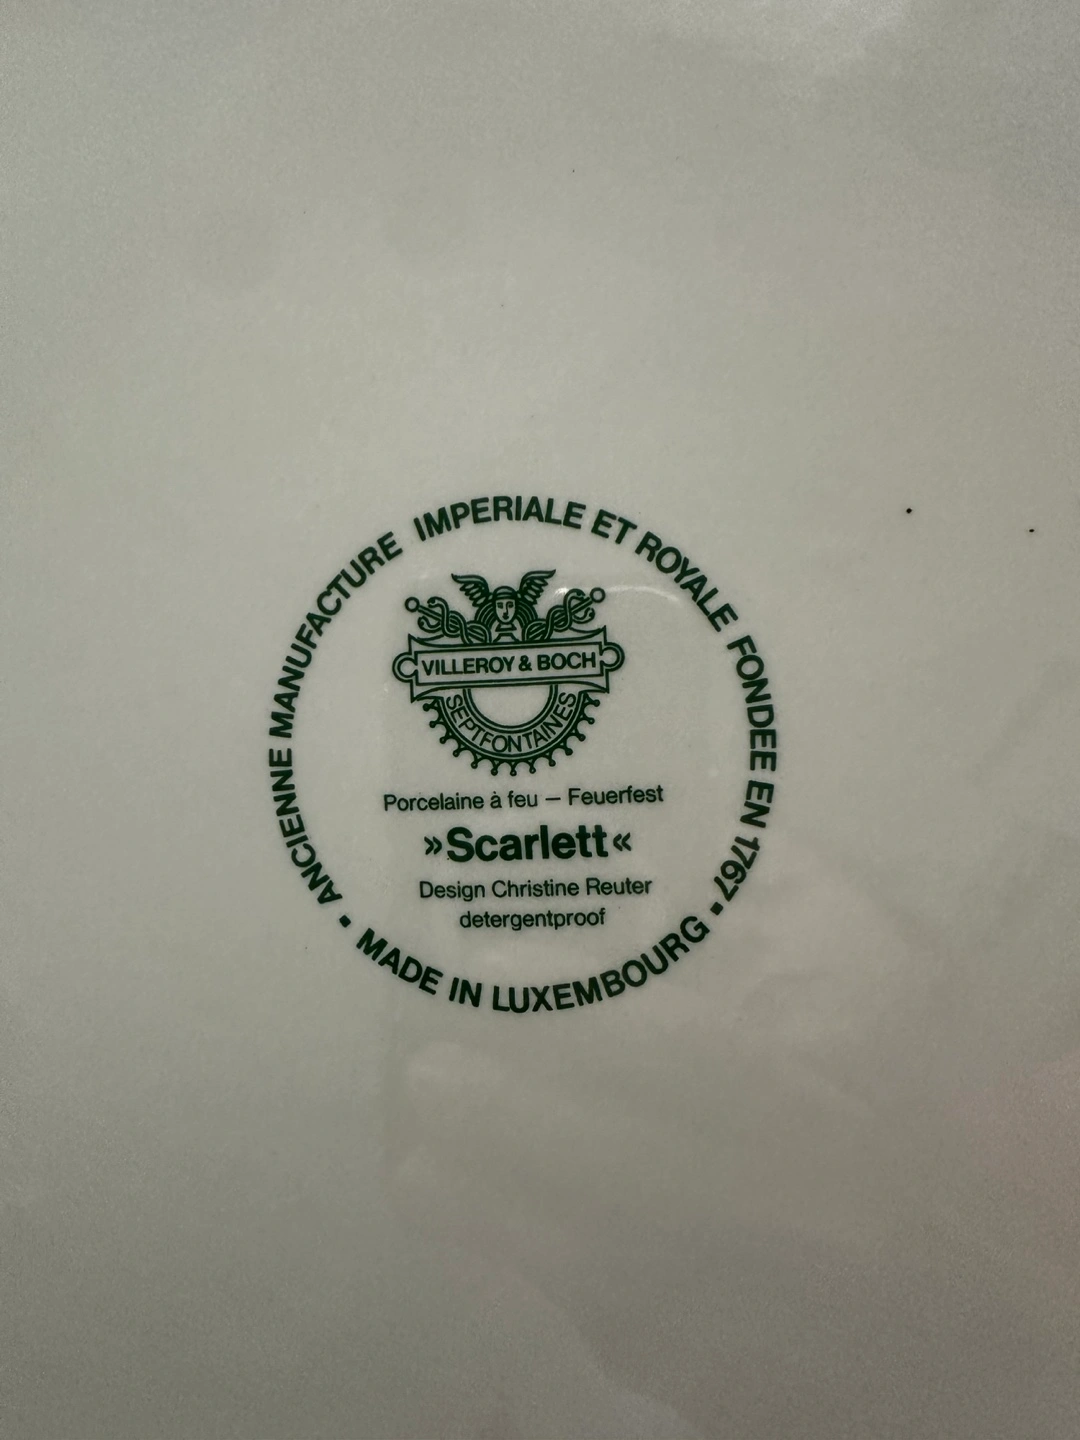 ANCIENNE MANUFACTURE IMPERIALE ET ROYALE FONDEE EN 1767 •
MADE IN LUXEMBOURG •
VILLEROY & BOCH
SEPTFONTAINES
Porcelaine à feu – Feuerfest
»Scarlett«
Design Christine Reuter
detergentproof